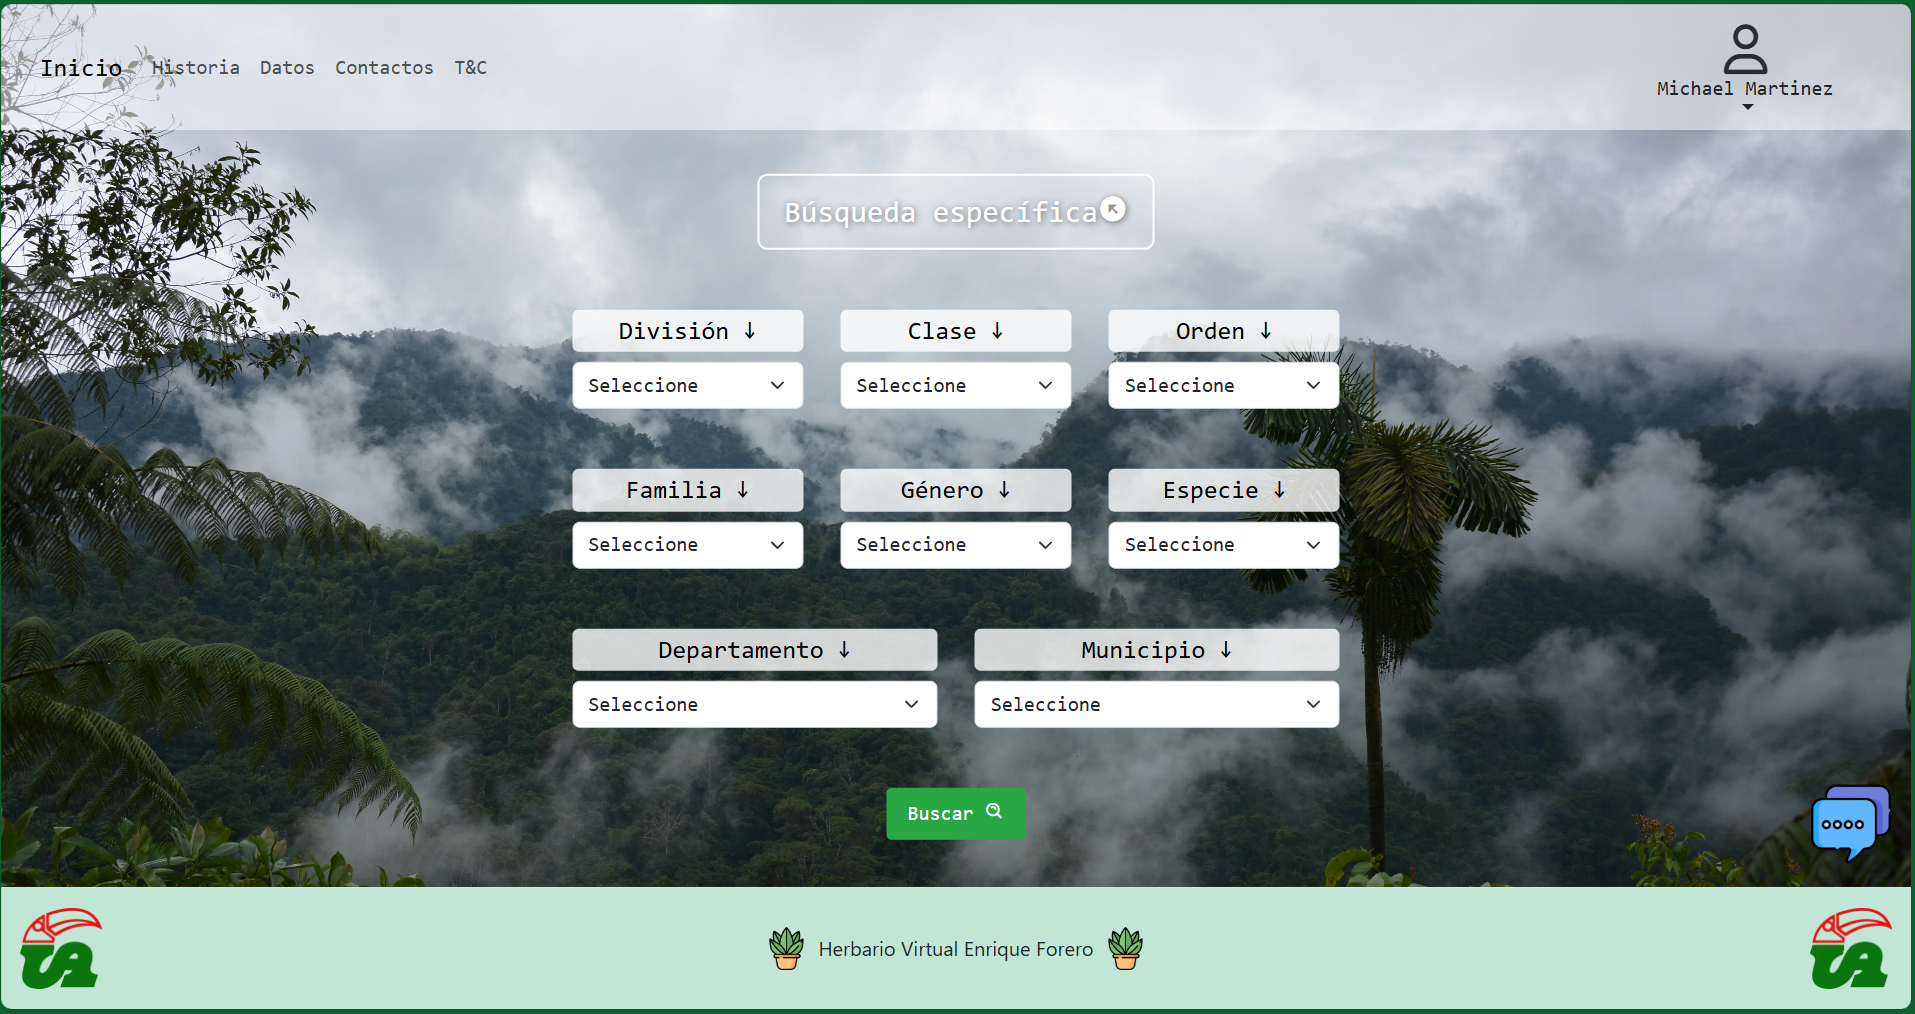 Inicio Historia Datos Contactos T&C
Michael Martinez
Búsqueda específica
División ↓ Clase ↓ Orden ↓
Seleccione Seleccione Seleccione
Familia ↓ Género ↓ Especie ↓
Seleccione Seleccione Seleccione
Departamento ↓ Municipio ↓
Seleccione Seleccione
Buscar
UA Herbario Virtual Enrique Forero UA